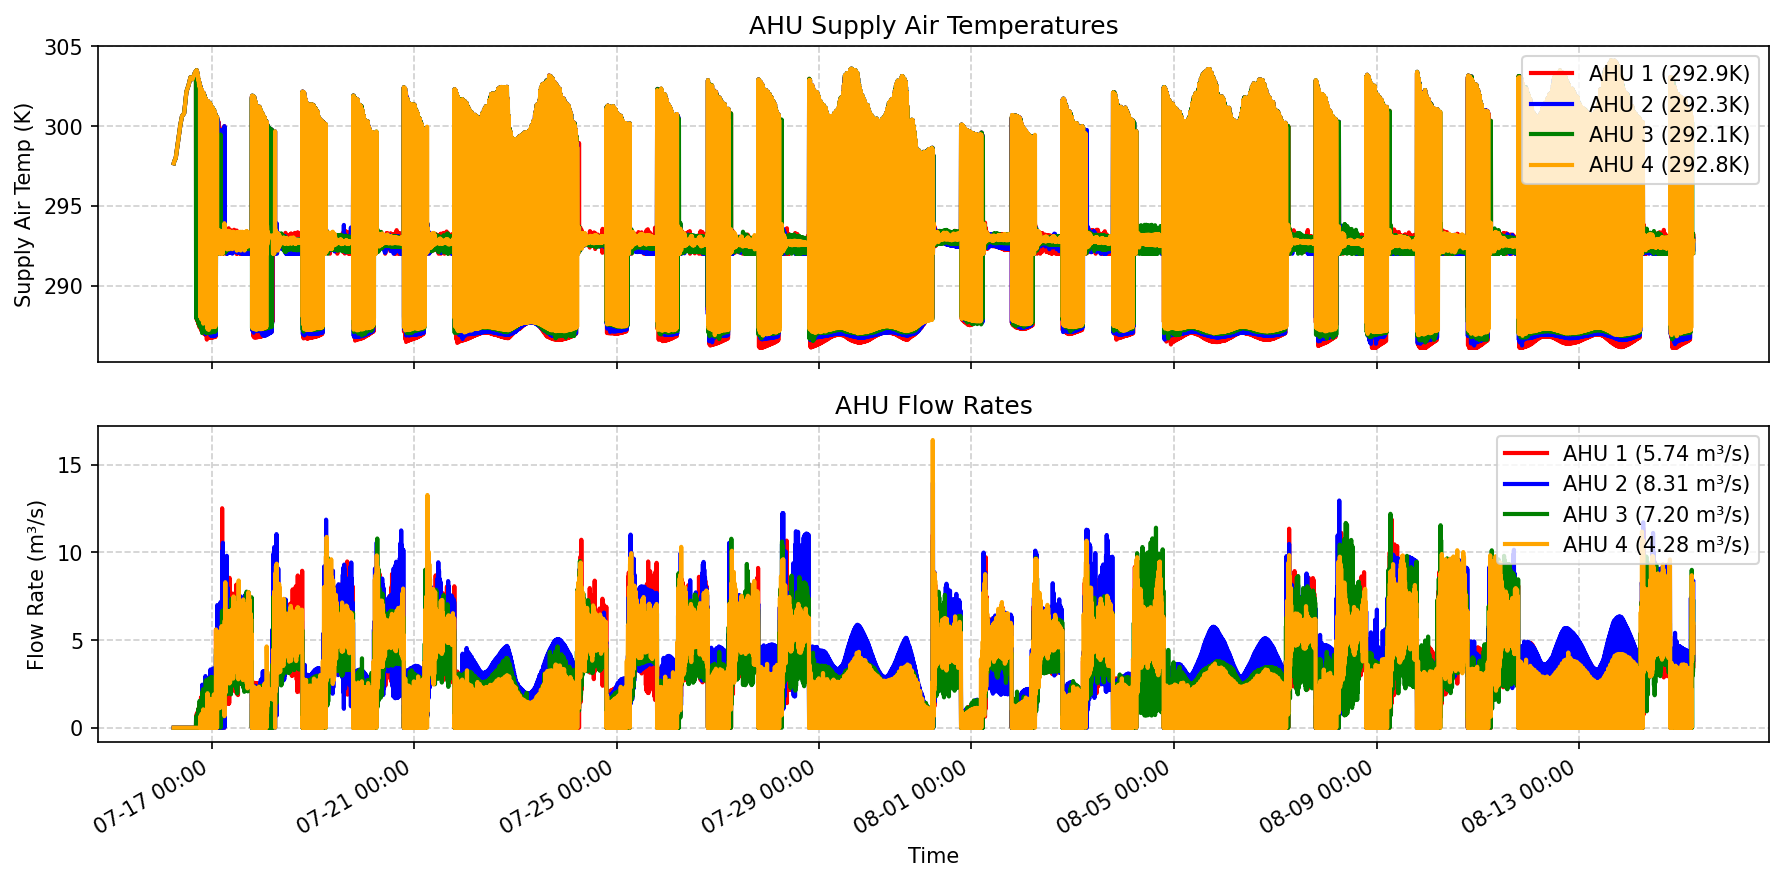 AHU Supply Air Temperatures
Supply Air Temp (K)
305
300
295
290
AHU 1 (292.9K)
AHU 2 (292.3K)
AHU 3 (292.1K)
AHU 4 (292.8K)
AHU Flow Rates
Flow Rate (m³/s)
15
10
5
0
AHU 1 (5.74 m³/s)
AHU 2 (8.31 m³/s)
AHU 3 (7.20 m³/s)
AHU 4 (4.28 m³/s)
07-17 00:00
07-21 00:00
07-25 00:00
07-29 00:00
08-01 00:00
08-05 00:00
08-09 00:00
08-13 00:00
Time